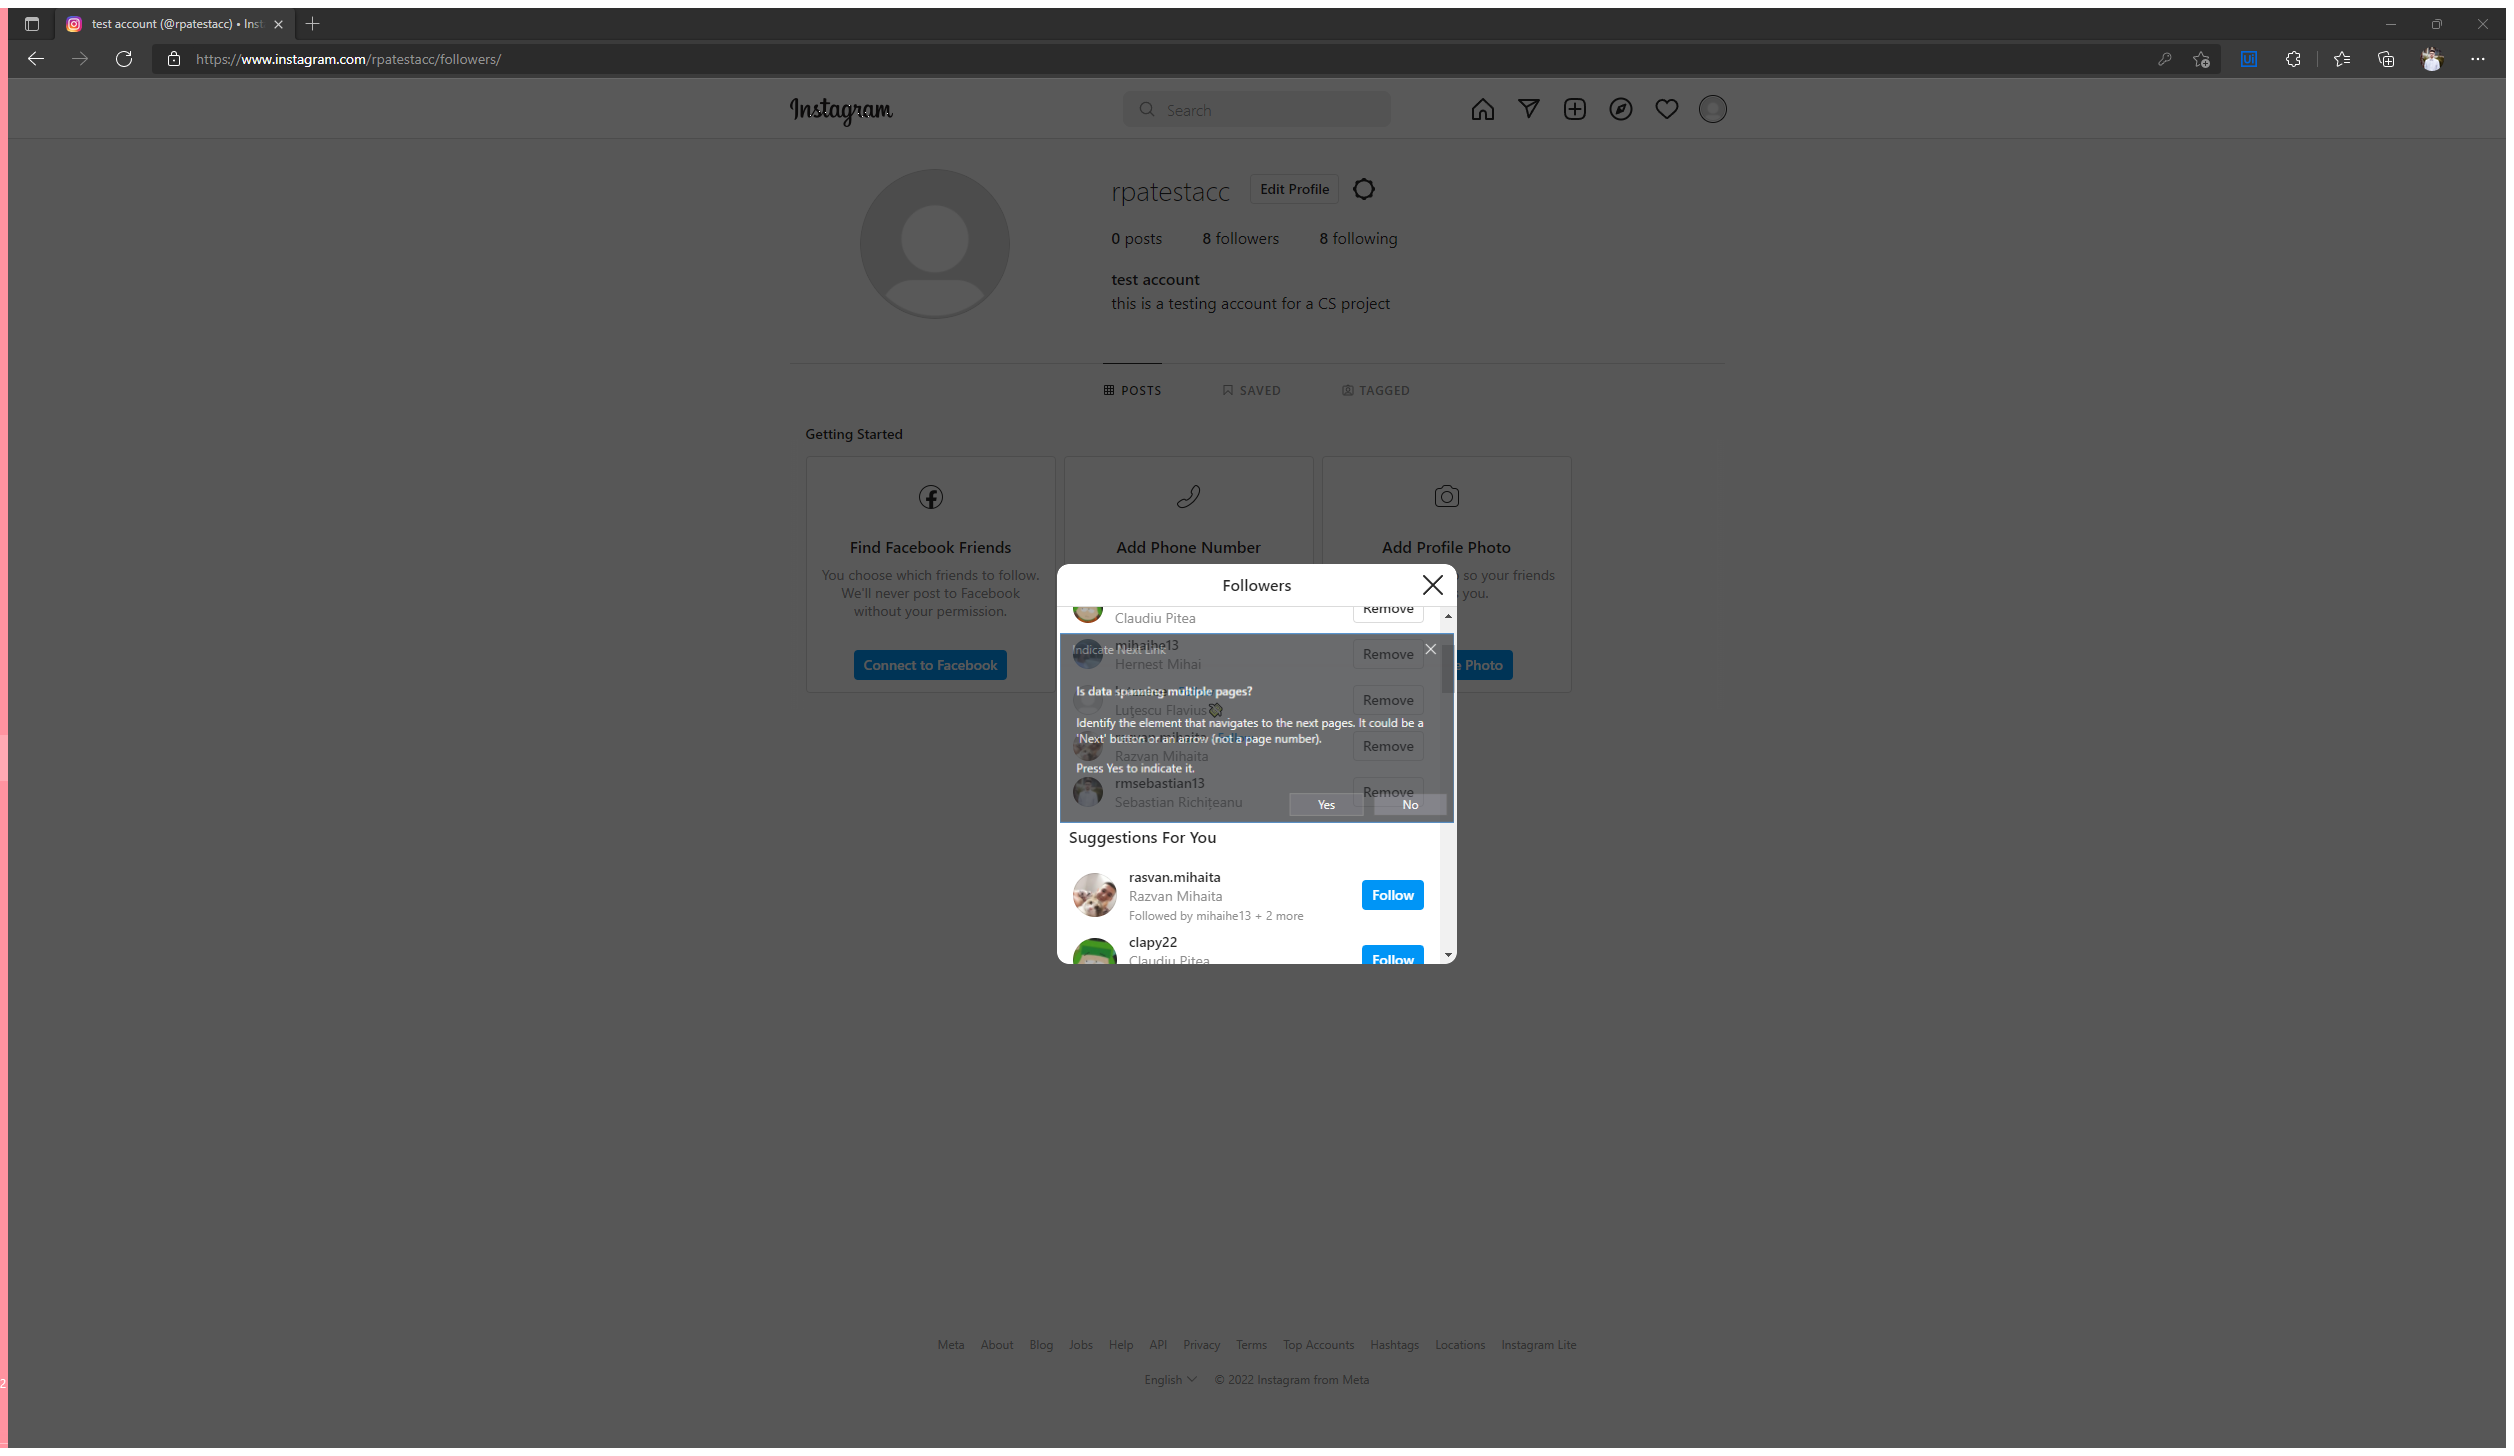 test account (@rpatestacc) • Inst
https://www.instagram.com/rpatestacc/followers/
Instagram
Search
rpatestacc
Edit Profile
0 posts 8 followers 8 following
test account
this is a testing account for a CS project
POSTS SAVED TAGGED
Getting Started
Find Facebook Friends
You choose which friends to follow.
We'll never post to Facebook
without your permission.
Connect to Facebook
Add Phone Number
Add Profile Photo
so your friends
you.
Photo
Followers
Claudiu Pitea
Remove
mihaihe13
Hernest Mihai
Remove
Indicate Next Link
Is data spanning multiple pages?
Luțescu Flavius
Remove
Identify the element that navigates to the next pages. It could be a
'Next' button or an arrow (not a page number).
Razvan Mihaita
Remove
Press Yes to indicate it.
rmsebastian13
Sebastian Richițeanu
Remove
Yes No
Suggestions For You
rasvan.mihaita
Razvan Mihaita
Followed by mihaihe13 + 2 more
Follow
clapy22
Claudiu Pitea
Follow
Meta About Blog Jobs Help API Privacy Terms Top Accounts Hashtags Locations Instagram Lite
English © 2022 Instagram from Meta
2